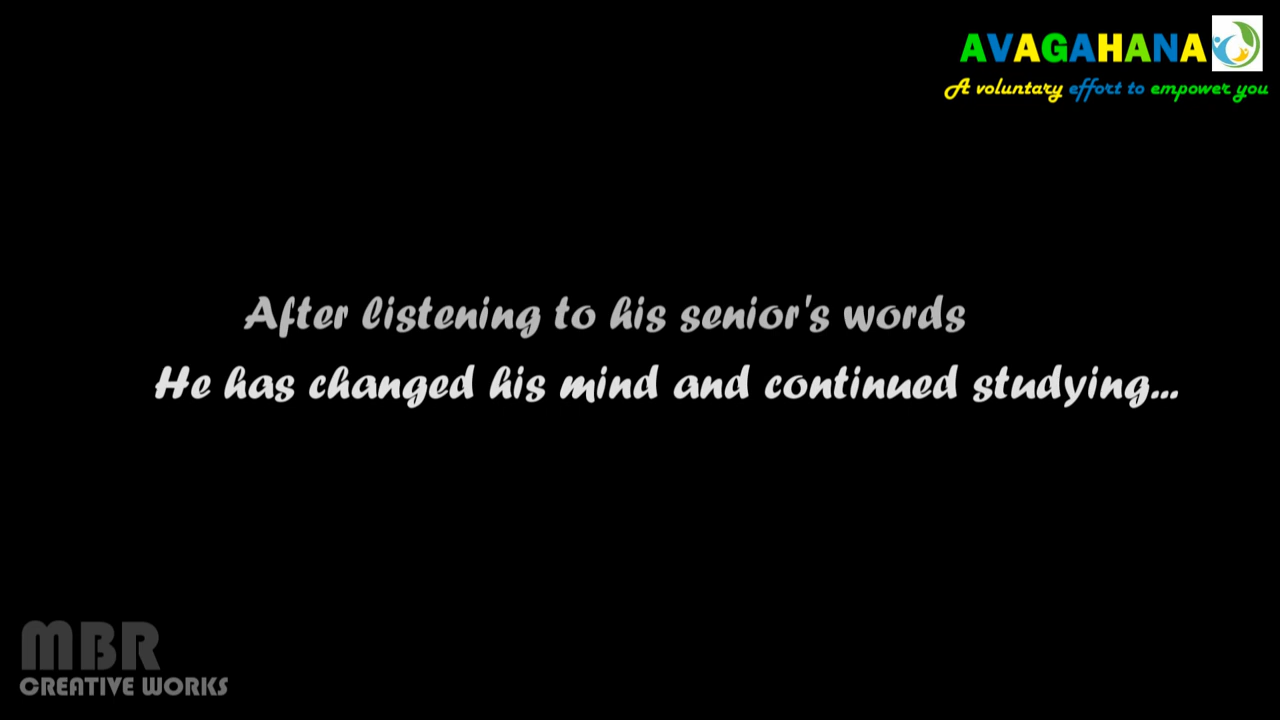 AVAGAHANA
A voluntary effort to empower you
After listening to his senior's words
He has changed his mind and continued studying...
MBR
CREATIVE WORKS